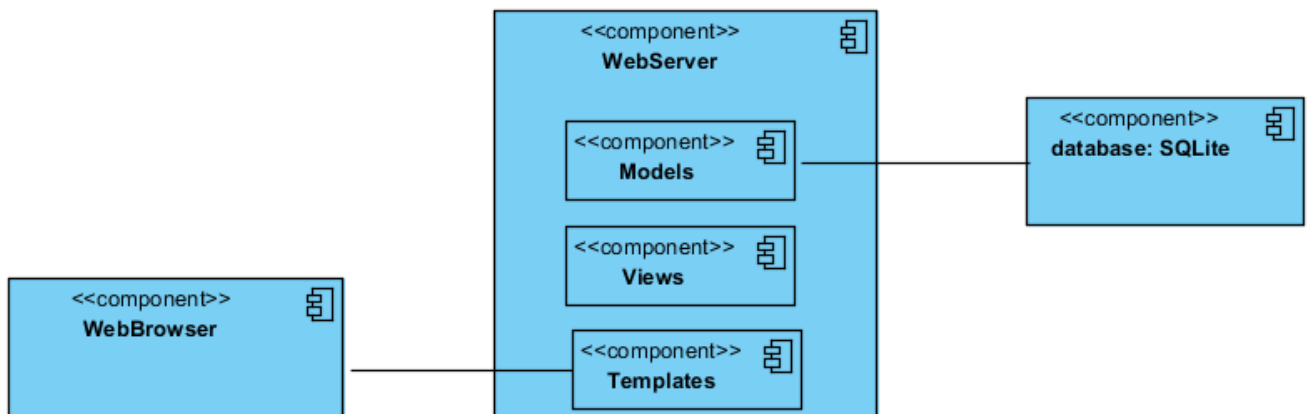 <<component>>
WebServer
<<component>>
Models
<<component>>
database: SQLite
<<component>>
Views
<<component>>
WebBrowser
<<component>>
Templates